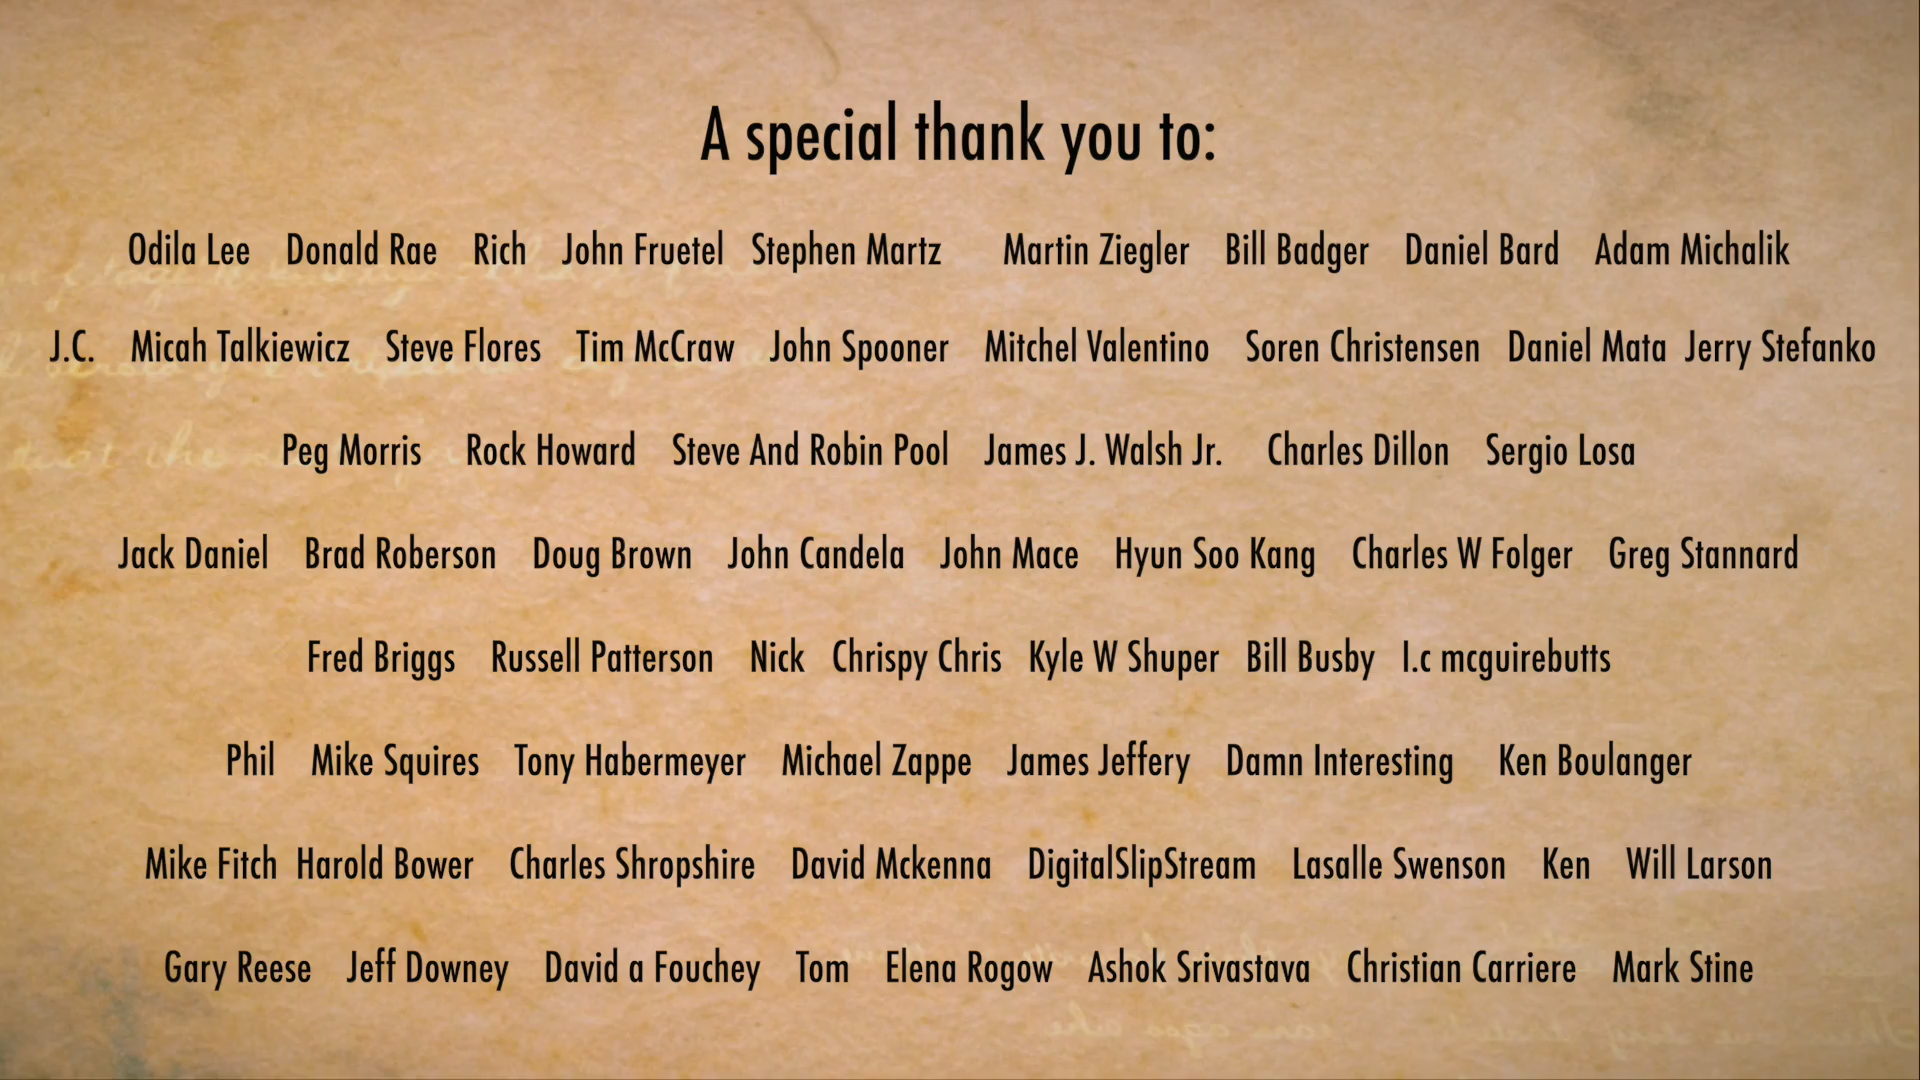 A special thank you to:
Odila Lee Donald Rae Rich John Fruetel Stephen Martz Martin Ziegler Bill Badger Daniel Bard Adam Michalik
J.C. Micah Talkiewicz Steve Flores Tim McCraw John Spooner Mitchel Valentino Soren Christensen Daniel Mata Jerry Stefanko
Peg Morris Rock Howard Steve And Robin Pool James J. Walsh Jr. Charles Dillon Sergio Losa
Jack Daniel Brad Roberson Doug Brown John Candela John Mace Hyun Soo Kang Charles W Folger Greg Stannard
Fred Briggs Russell Patterson Nick Chrispy Chris Kyle W Shuper Bill Busby I.c mcguirebutts
Phil Mike Squires Tony Habermeyer Michael Zappe James Jeffery Damn Interesting Ken Boulanger
Mike Fitch Harold Bower Charles Shropshire David Mckenna DigitalSlipStream Lasalle Swenson Ken Will Larson
Gary Reese Jeff Downey David a Fouchey Tom Elena Rogow Ashok Srivastava Christian Carriere Mark Stine